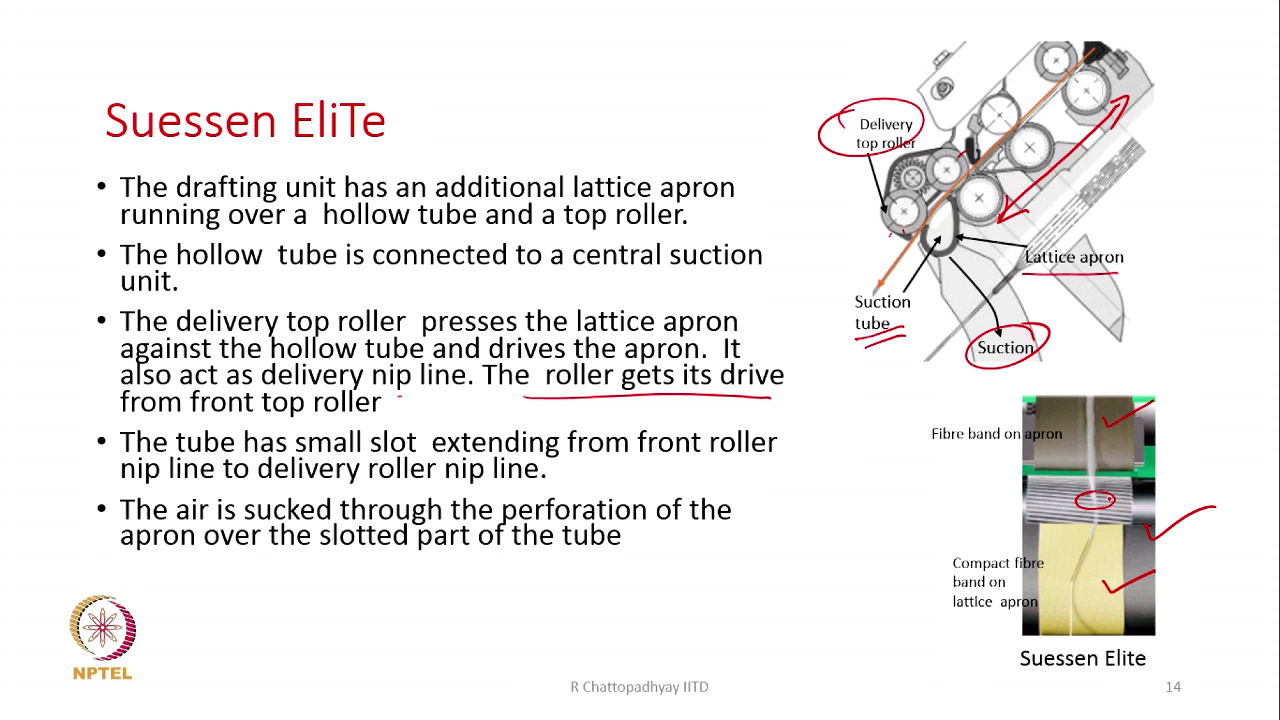 Suessen EliTe
• The drafting unit has an additional lattice apron
running over a hollow tube and a top roller.
• The hollow tube is connected to a central suction
unit.
• The delivery top roller presses the lattice apron
against the hollow tube and drives the apron. It
also act as delivery nip line. The roller gets its drive
from front top roller
• The tube has small slot extending from front roller
nip line to delivery roller nip line.
• The air is sucked through the perforation of the
apron over the slotted part of the tube
Delivery
top roller
Lattice apron
Suction
tube
Suction
Fibre band on apron
Compact fibre
band on
lattice apron
Suessen Elite
NPTEL
R Chattopadhyay IITD
14